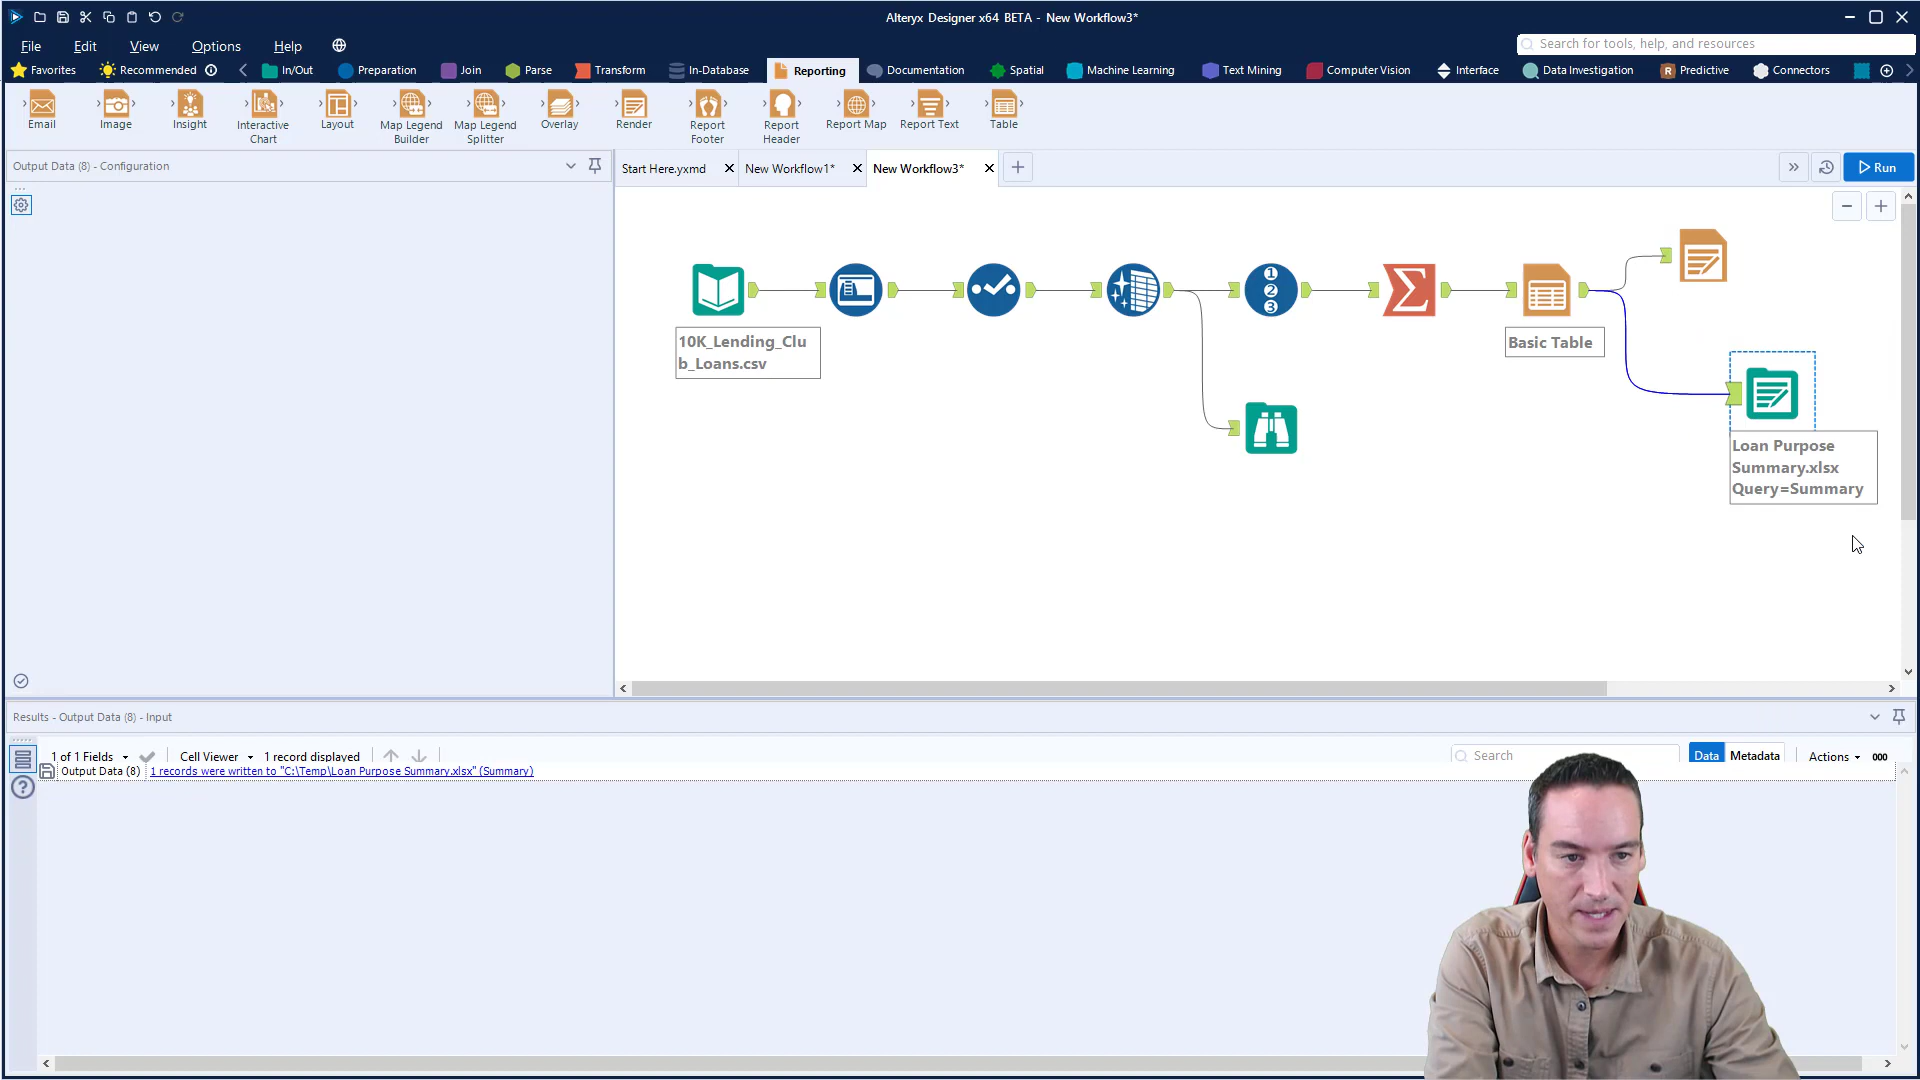 Alteryx Designer x64 BETA - New Workflow3*
File Edit View Options Help
Search for tools, help, and resources
Favorites Recommended In/Out Preparation Join Parse Transform In-Database Reporting Documentation Spatial Machine Learning Text Mining Computer Vision Interface Data Investigation Predictive Connectors
Email Image Insight Interactive Chart Layout Map Legend Builder Map Legend Splitter Overlay Render Report Footer Report Header Report Map Report Text Table
Output Data (8) - Configuration
Start Here.yxmd New Workflow1* New Workflow3*
Run
1
2
3
10K_Lending_Clu
b_Loans.csv
Basic Table
Loan Purpose
Summary.xlsx
Query=Summary
Results - Output Data (8) - Input
1 of 1 Fields Cell Viewer 1 record displayed Search Data Metadata Actions 000
Output Data (8) 1 records were written to "C:\Temp\Loan Purpose Summary.xlsx" (Summary)